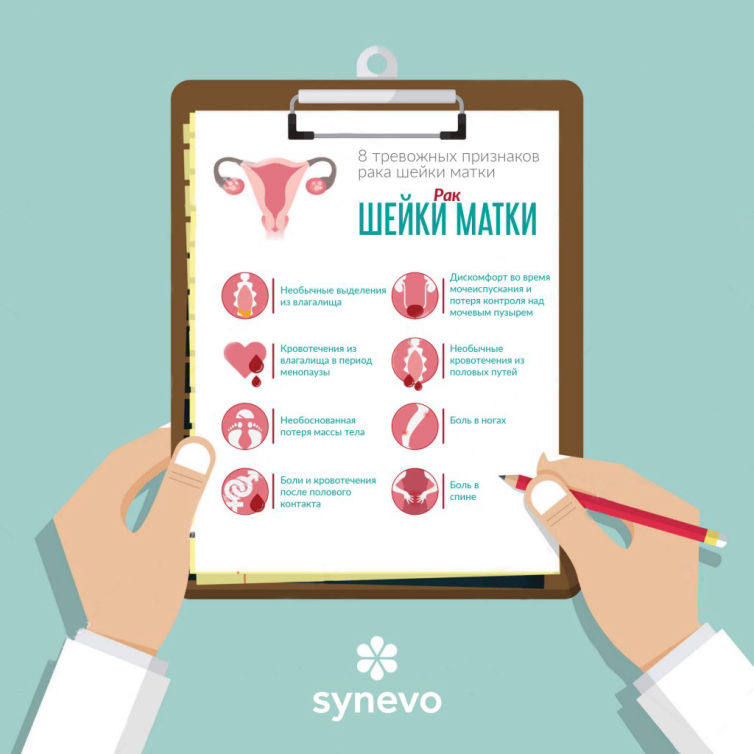 8 тревожных признаков
рака шейки матки
Рак
ШЕЙКИ МАТКИ
Необычные выделения
из влагалища
Дискомфорт во время
мочеиспускания и
потеря контроля над
мочевым пузырем
Кровотечения из
влагалища в период
менопаузы
Необычные
кровотечения из
половых путей
Необоснованная
потеря массы тела
Боль в ногах
Боли и кровотечения
после полового
контакта
Боль в
спине
synevo